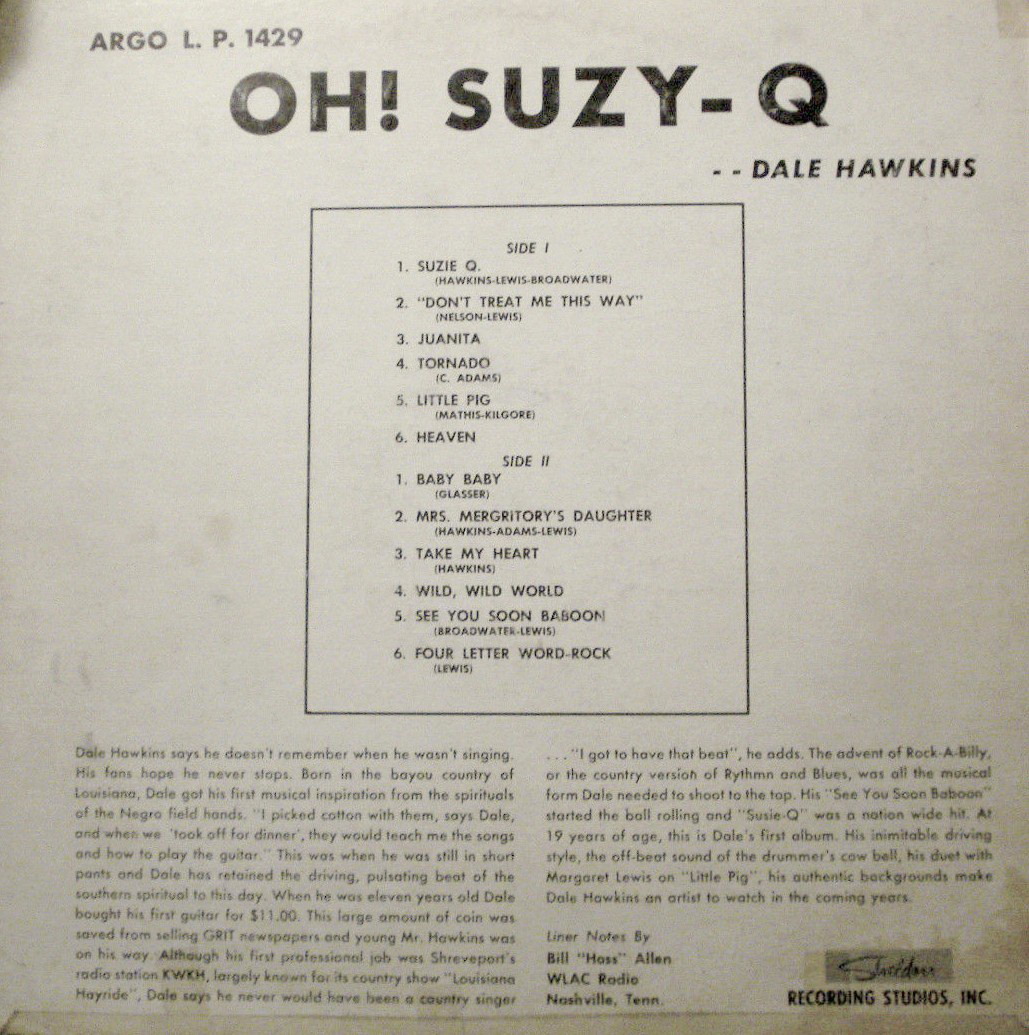 ARGO L. P. 1429
OH! SUZY-Q
- - DALE HAWKINS
SIDE I
1. SUZIE Q.
(HAWKINS-LEWIS-BROADWATER)
2. "DON'T TREAT ME THIS WAY"
(NELSON-LEWIS)
3. JUANITA
4. TORNADO
(C. ADAMS)
5. LITTLE PIG
(MATHIS-KILGORE)
6. HEAVEN
SIDE II
1. BABY BABY
(GLASSER)
2. MRS. MERGRITORY'S DAUGHTER
(HAWKINS-ADAMS-LEWIS)
3. TAKE MY HEART
(HAWKINS)
4. WILD, WILD WORLD
5. SEE YOU SOON BABOON
(BROADWATER-LEWIS)
6. FOUR LETTER WORD-ROCK
(LEWIS)
Dale Hawkins says he doesn't remember when he wasn't singing.
His fans hope he never stops. Born in the bayou country of
Louisiana, Dale got his first musical inspiration from the spirituals
of the Negro field hands. "I picked cotton with them, says Dale,
and when we 'took off for dinner', they would teach me the songs
and how to play the guitar." This was when he was still in short
pants and Dale has retained the driving, pulsating beat of the
southern spiritual to this day. When he was eleven years old Dale
bought his first guitar for $11.00. This large amount of coin was
saved from selling GRIT newspapers and young Mr. Hawkins was
on his way. Although his first professional job was Shreveport's
radio station KWKH, largely known for its country show "Louisiana
Hayride", Dale says he never would have been a country singer
. . . "I got to have that beat", he adds. The advent of Rock-A-Billy,
or the country version of Rythmn and Blues, was all the musical
form Dale needed to shoot to the top. His "See You Soon Baboon"
started the ball rolling and "Susie-Q" was a nation wide hit. At
19 years of age, this is Dale's first album. His inimitable driving
style, the off-beat sound of the drummer's cow bell, his duet with
Margaret Lewis on "Little Pig", his authentic backgrounds make
Dale Hawkins an artist to watch in the coming years.
Liner Notes By
Bill "Hoss" Allen
WLAC Radio
Nashville, Tenn.
Sheldon
RECORDING STUDIOS, INC.